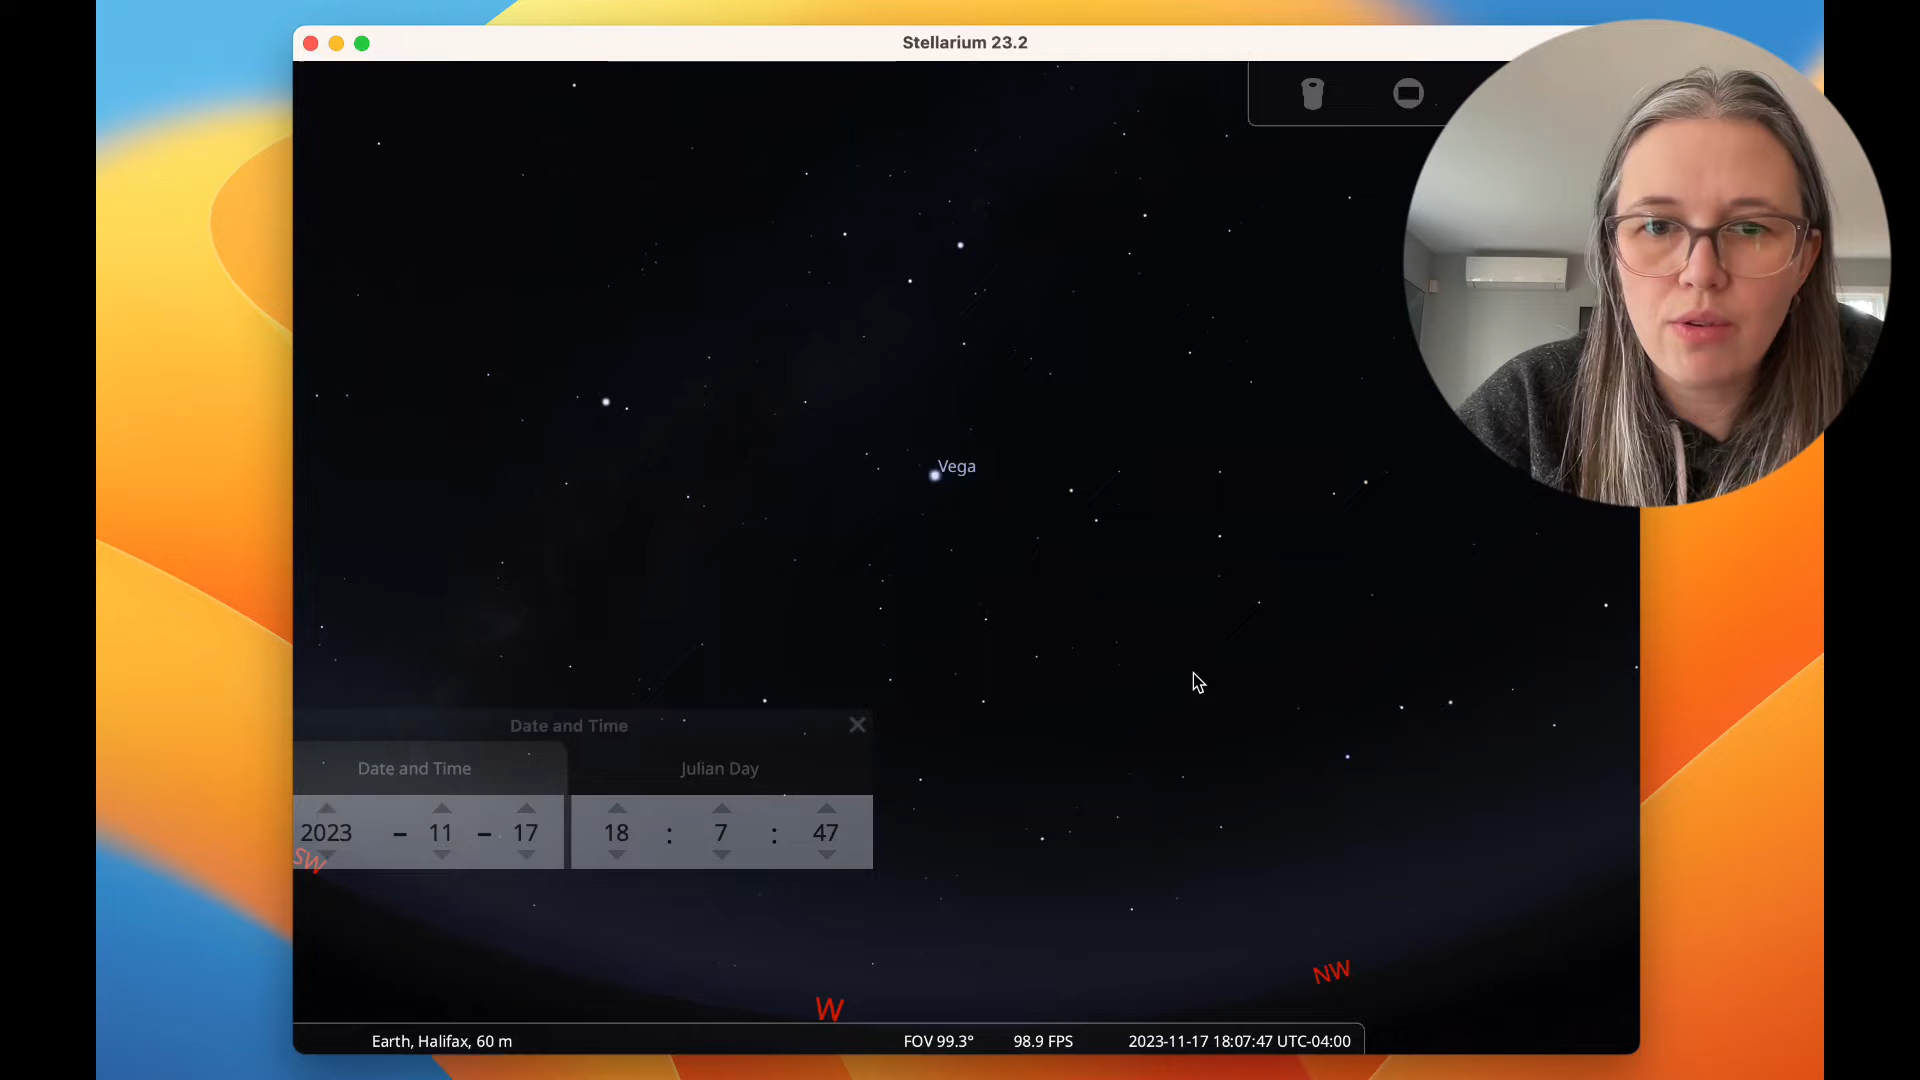 Stellarium 23.2
Vega
Date and Time
Date and Time
Julian Day
2023 - 11 - 17
18 : 7 : 47
SW
NW
W
Earth, Halifax, 60 m
FOV 99.3°
98.9 FPS
2023-11-17 18:07:47 UTC-04:00